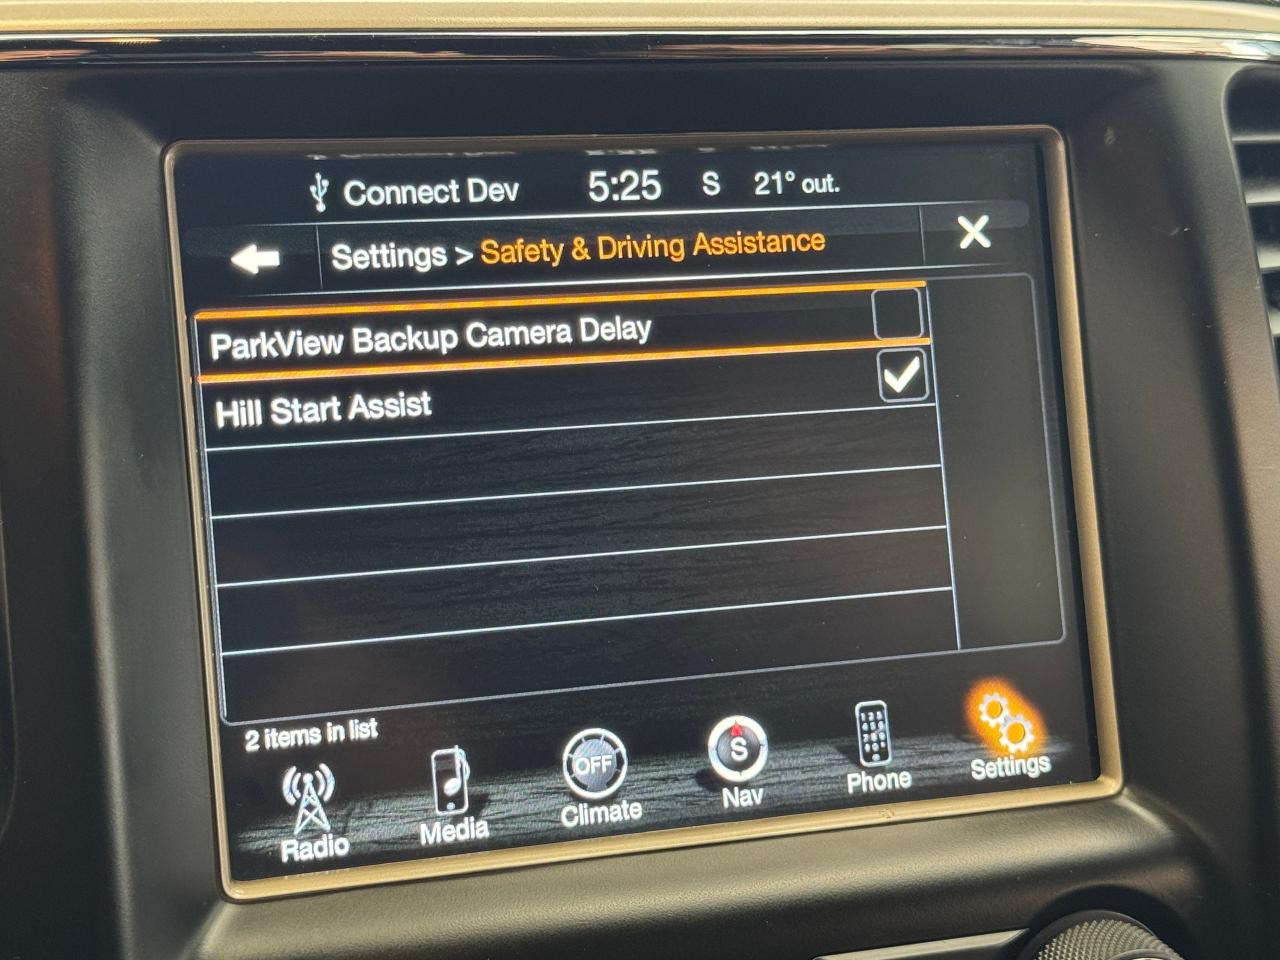 Connect Dev 5:25 S 21° out.
Settings > Safety & Driving Assistance
ParkView Backup Camera Delay
Hill Start Assist
2 items in list
OFF
S
Radio
Media
Climate
Nav
Phone
Settings